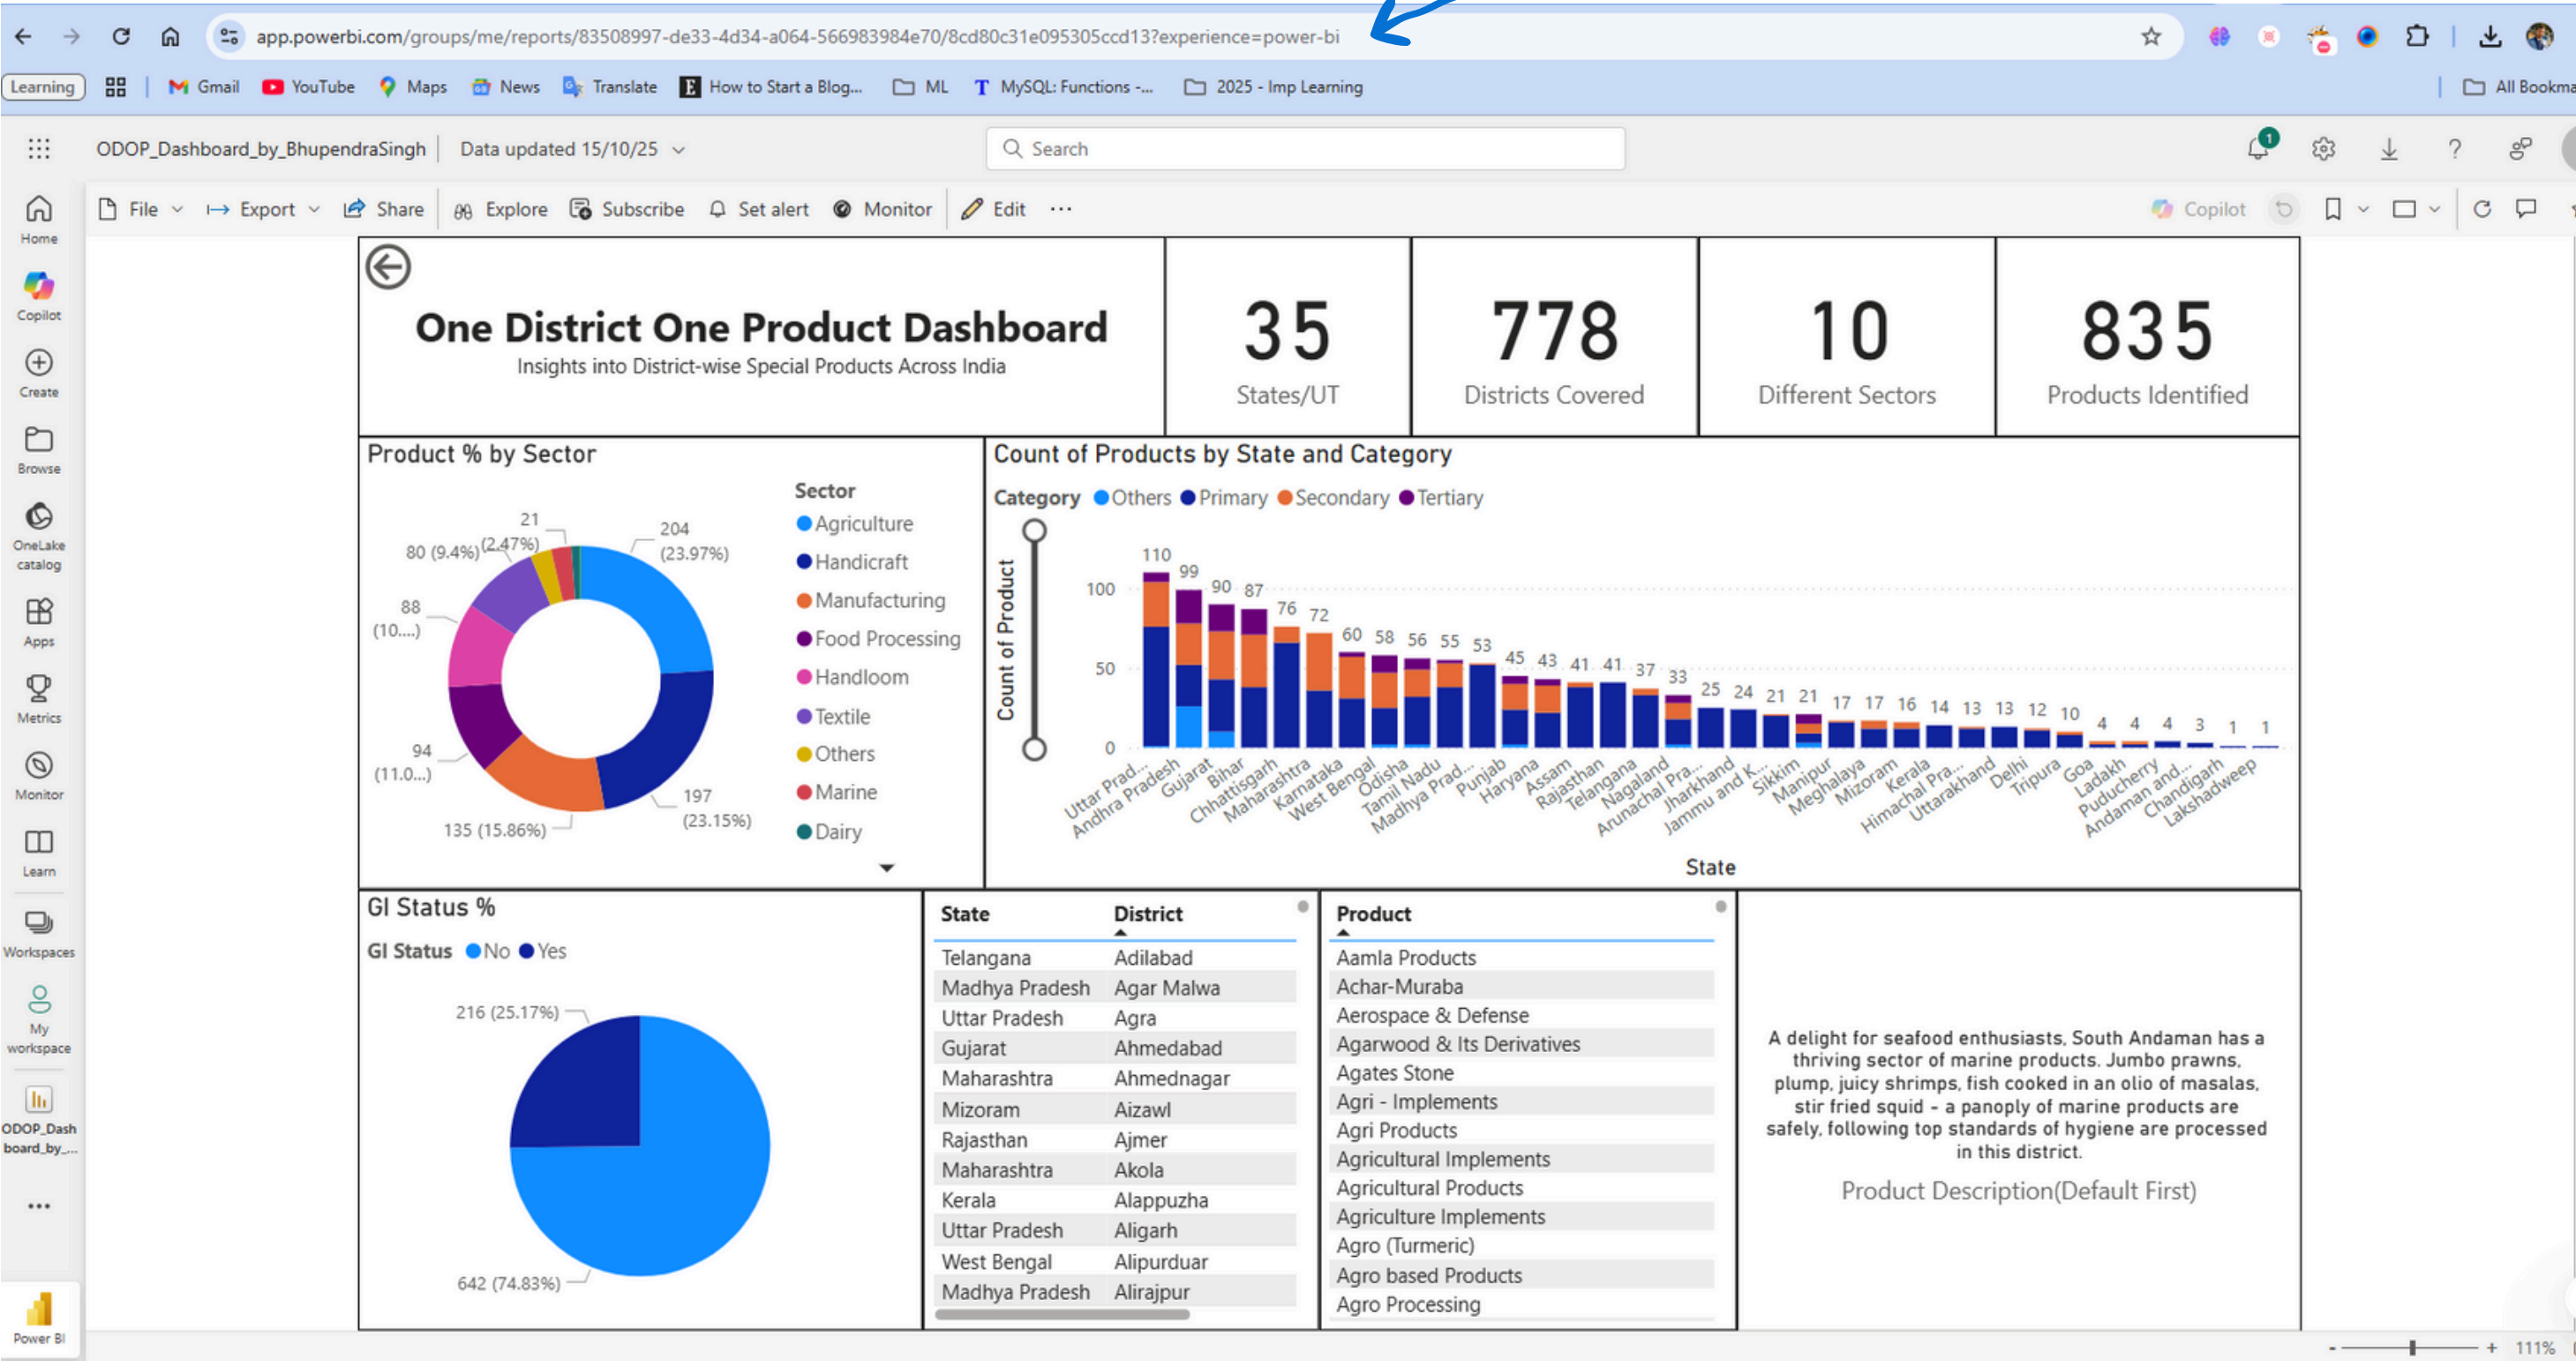 app.powerbi.com/groups/me/reports/83508997-de33-4d34-a064-566983984e70/8cd80c31e095305ccd13?experience=power-bi
Learning Gmail YouTube Maps News Translate How to Start a Blog... ML MySQL: Functions -... 2025 - Imp Learning All Bookma
ODOP_Dashboard_by_BhupendraSingh Data updated 15/10/25 Search 1
File Export Share Explore Subscribe Set alert Monitor Edit ... Copilot
Home
Copilot
Create
Browse
OneLake
catalog
Apps
Metrics
Monitor
Learn
Workspaces
My
workspace
ODOP_Dash
board_by_...
Power BI
One District One Product Dashboard
Insights into District-wise Special Products Across India
35
States/UT
778
Districts Covered
10
Different Sectors
835
Products Identified
Product % by Sector
21
(2.47%)
80 (9.4%)
88
(10....)
94
(11.0...)
135 (15.86%)
197
(23.15%)
204
(23.97%)
Sector
Agriculture
Handicraft
Manufacturing
Food Processing
Handloom
Textile
Others
Marine
Dairy
Count of Products by State and Category
Category Others Primary Secondary Tertiary
Count of Product
100
50
0
110 99 90 87 76 72 60 58 56 55 53 45 43 41 41 37 33 25 24 21 21 17 17 16 14 13 13 12 10 4 4 4 3 1 1
Uttar Prad...
Andhra Pradesh
Gujarat
Bihar
Chhattisgarh
Maharashtra
Karnataka
West Bengal
Odisha
Tamil Nadu
Madhya Prad...
Punjab
Haryana
Assam
Rajasthan
Telangana
Nagaland
Arunachal Pra...
Jharkhand
Jammu and K...
Sikkim
Manipur
Meghalaya
Mizoram
Kerala
Himachal Pra...
Uttarakhand
Delhi
Tripura
Goa
Ladakh
Puducherry
Andaman and...
Chandigarh
Lakshadweep
State
GI Status %
GI Status No Yes
216 (25.17%)
642 (74.83%)
State District
Telangana Adilabad
Madhya Pradesh Agar Malwa
Uttar Pradesh Agra
Gujarat Ahmedabad
Maharashtra Ahmednagar
Mizoram Aizawl
Rajasthan Ajmer
Maharashtra Akola
Kerala Alappuzha
Uttar Pradesh Aligarh
West Bengal Alipurduar
Madhya Pradesh Alirajpur
Product
Aamla Products
Achar-Muraba
Aerospace & Defense
Agarwood & Its Derivatives
Agates Stone
Agri - Implements
Agri Products
Agricultural Implements
Agricultural Products
Agriculture Implements
Agro (Turmeric)
Agro based Products
Agro Processing
A delight for seafood enthusiasts, South Andaman has a
thriving sector of marine products. Jumbo prawns,
plump, juicy shrimps, fish cooked in an olio of masalas,
stir fried squid - a panoply of marine products are
safely, following top standards of hygiene are processed
in this district.
Product Description(Default First)
- + 111%